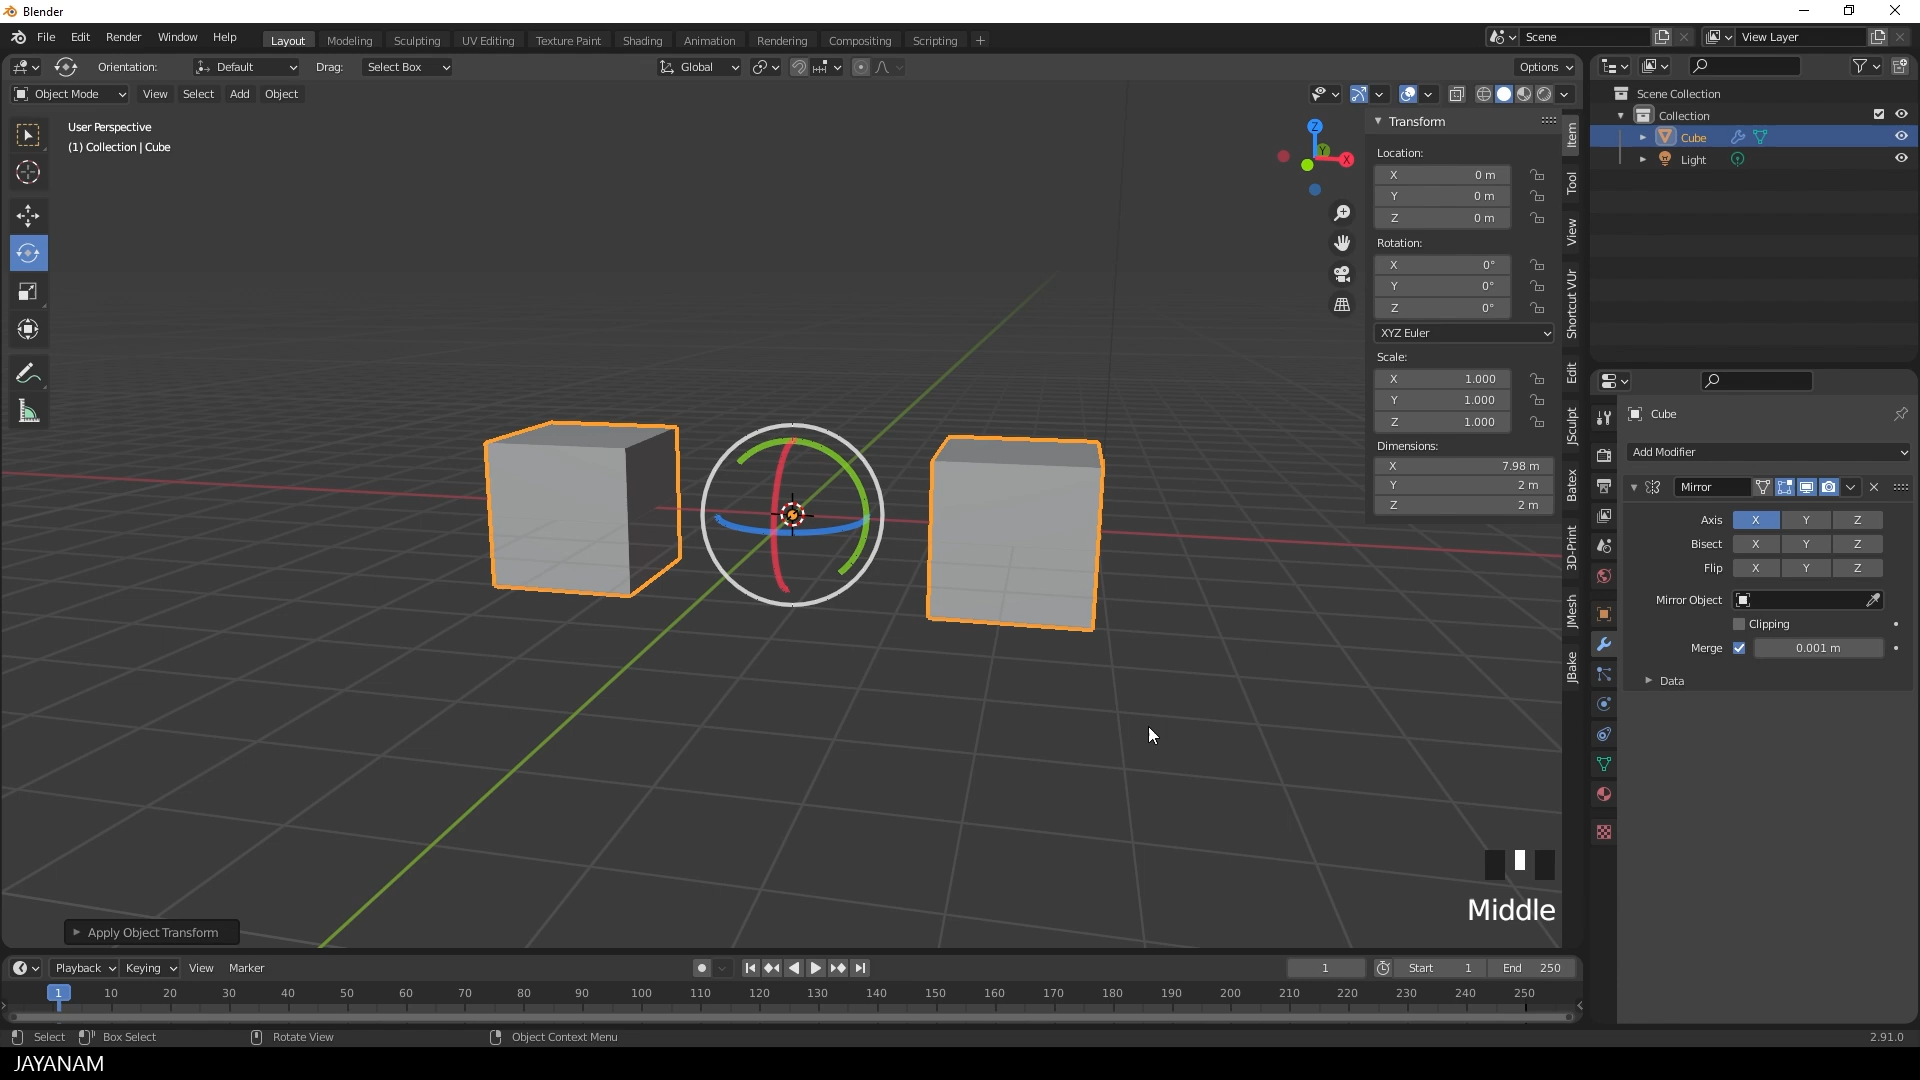 Blender
File Edit Render Window Help
Layout Modeling Sculpting UV Editing Texture Paint Shading Animation Rendering Compositing Scripting +
Scene
View Layer
Orientation: Default Drag: Select Box
Global
Options
Object Mode View Select Add Object
User Perspective
(1) Collection | Cube
Z
Y
X
Transform
Location:
X 0 m
Y 0 m
Z 0 m
Rotation:
X 0°
Y 0°
Z 0°
XYZ Euler
Scale:
X 1.000
Y 1.000
Z 1.000
Dimensions:
X 7.98 m
Y 2 m
Z 2 m
Item
Tool
View
Shortcut VUr
Edit
JSculpt
Batex
3D-Print
JMesh
JBake
Scene Collection
Collection
Cube
Light
Cube
Add Modifier
Mirror
Axis X Y Z
Bisect X Y Z
Flip X Y Z
Mirror Object
Clipping
Merge 0.001 m
Data
Middle
Apply Object Transform
Playback Keying View Marker
1 Start 1 End 250
1 10 20 30 40 50 60 70 80 90 100 110 120 130 140 150 160 170 180 190 200 210 220 230 240 250
Select Box Select Rotate View Object Context Menu 2.91.0
JAYANAM